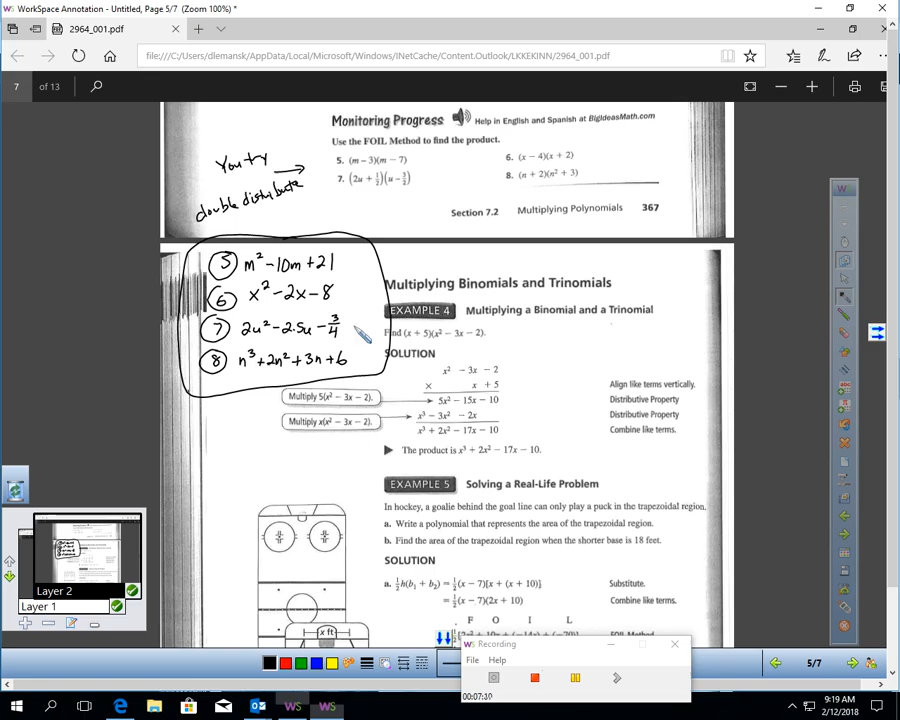 WorkSpace Annotation - Untitled, Page 5/7 (Zoom 100%) *
2964_001.pdf
file:///C:/Users/dlemansk/AppData/Local/Microsoft/Windows/INetCache/Content.Outlook/LKKEKINN/2964_001.pdf
7 of 13
Monitoring Progress Help in English and Spanish at BigIdeasMath.com
Use the FOIL Method to find the product.
5. (m − 3)(m − 7) 6. (x − 4)(x + 2)
7. (2u + 1/2)(u − 3/2) 8. (n + 2)(n² + 3)
You try
double distribute
Section 7.2 Multiplying Polynomials 367
5 m² - 10m + 21
6 x² - 2x - 8
7 2u² - 2.5u - 3/4
8 n³ + 2n² + 3n + 6
Multiplying Binomials and Trinomials
EXAMPLE 4 Multiplying a Binomial and a Trinomial
Find (x + 5)(x² − 3x − 2).
SOLUTION
x² − 3x − 2
× x + 5 Align like terms vertically.
Multiply 5(x² − 3x − 2). 5x² − 15x − 10 Distributive Property
Multiply x(x² − 3x − 2). x³ − 3x² − 2x Distributive Property
x³ + 2x² − 17x − 10 Combine like terms.
The product is x³ + 2x² − 17x − 10.
EXAMPLE 5 Solving a Real-Life Problem
In hockey, a goalie behind the goal line can only play a puck in the trapezoidal region.
a. Write a polynomial that represents the area of the trapezoidal region.
b. Find the area of the trapezoidal region when the shorter base is 18 feet.
SOLUTION
a. 1/2h(b₁ + b₂) = 1/2(x − 7)[x + (x + 10)] Substitute.
= 1/2(x − 7)(2x + 10) Combine like terms.
F O I L
x ft
Layer 2
Layer 1
Recording
File Help
00:07:30
5/7
9:19 AM
2/12/2018